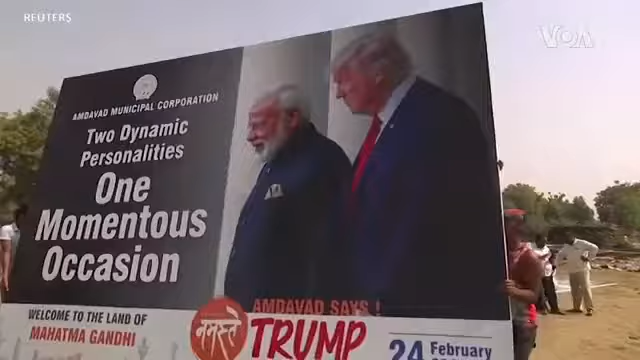 REUTERS
VOA
AMDAVAD MUNICIPAL CORPORATION
Two Dynamic
Personalities
One
Momentous
Occasion
WELCOME TO THE LAND OF
MAHATMA GANDHI
नमस्ते
AMDAVAD SAYS !
TRUMP
24 February